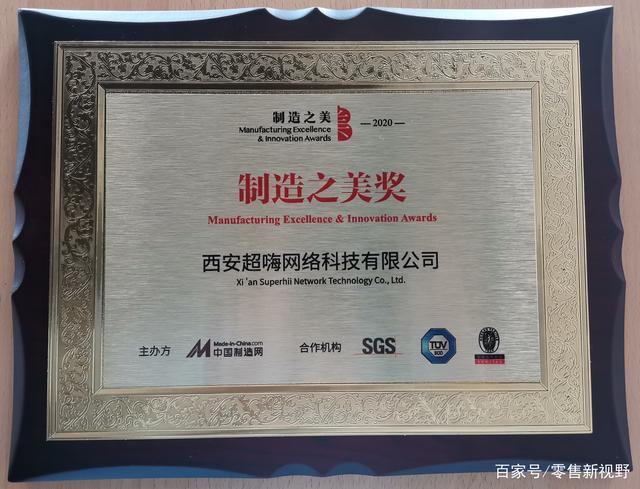 制造之美
Manufacturing Excellence
& Innovation Awards
—2020—
制造之美奖
Manufacturing Excellence & Innovation Awards
西安超嗨网络科技有限公司
Xi'an Superhii Network Technology Co., Ltd.
主办方
Made-in-China.com
中国制造网
合作机构
SGS
TÜV
SÜD
百家号/零售新视野